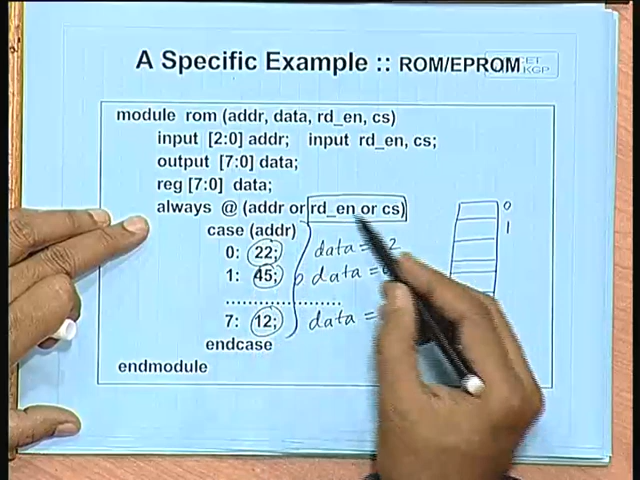 A Specific Example :: ROM/EPROM
KGP
module rom (addr, data, rd_en, cs)
input [2:0] addr; input rd_en, cs;
output [7:0] data;
reg [7:0] data;
always @ (addr or rd_en or cs)
case (addr)
0: 22; data =
1: 45; data =
.....................
7: 12; data =
endcase
endmodule
0
1